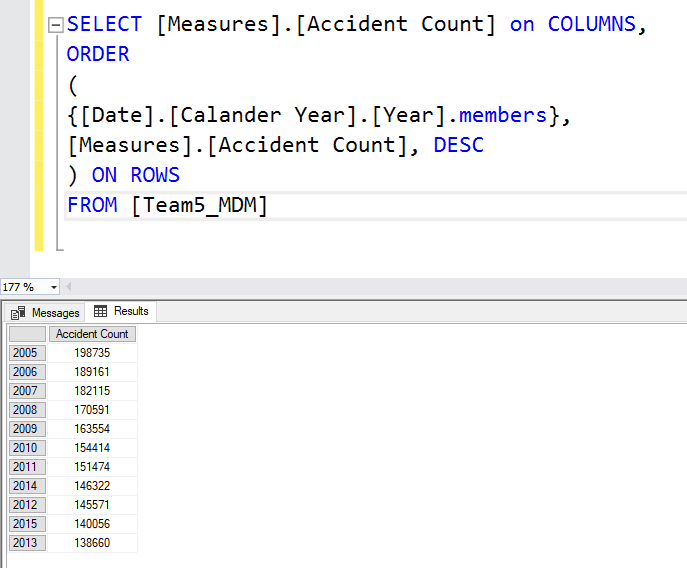 SELECT [Measures].[Accident Count] on COLUMNS,
ORDER
(
{[Date].[Calander Year].[Year].members},
[Measures].[Accident Count], DESC
) ON ROWS
FROM [Team5_MDM]
177 %
Messages Results
Accident Count
2005 198735
2006 189161
2007 182115
2008 170591
2009 163554
2010 154414
2011 151474
2014 146322
2012 145571
2015 140056
2013 138660